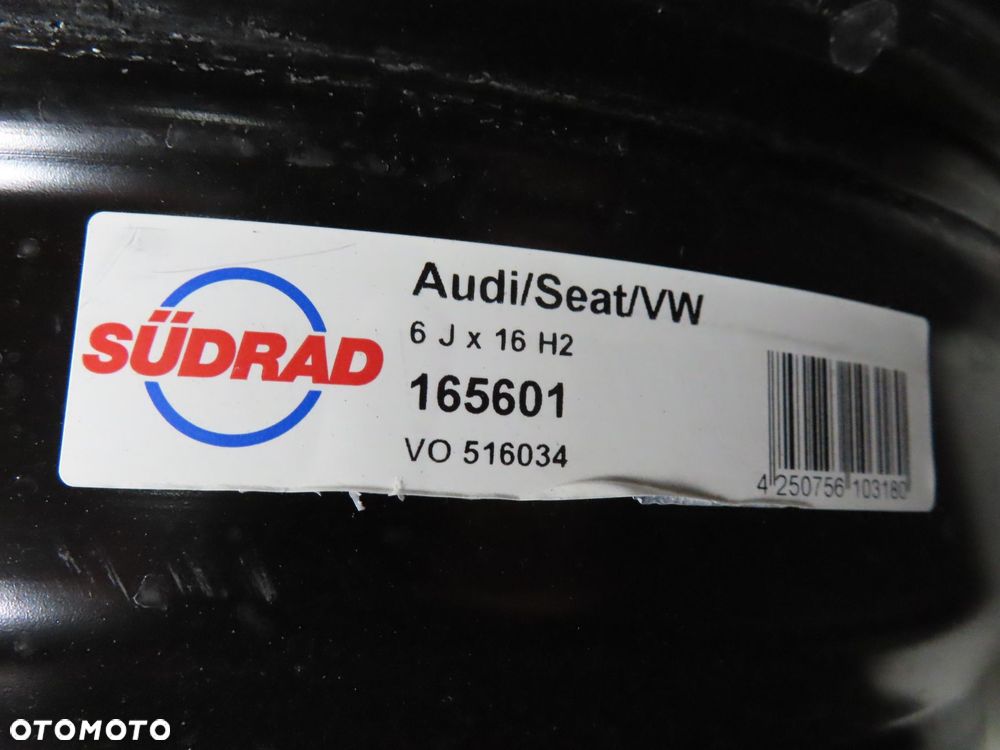 SÜDRAD
Audi/Seat/VW
6 J x 16 H2
165601
VO 516034
4 250756 103180
OTOMOTO